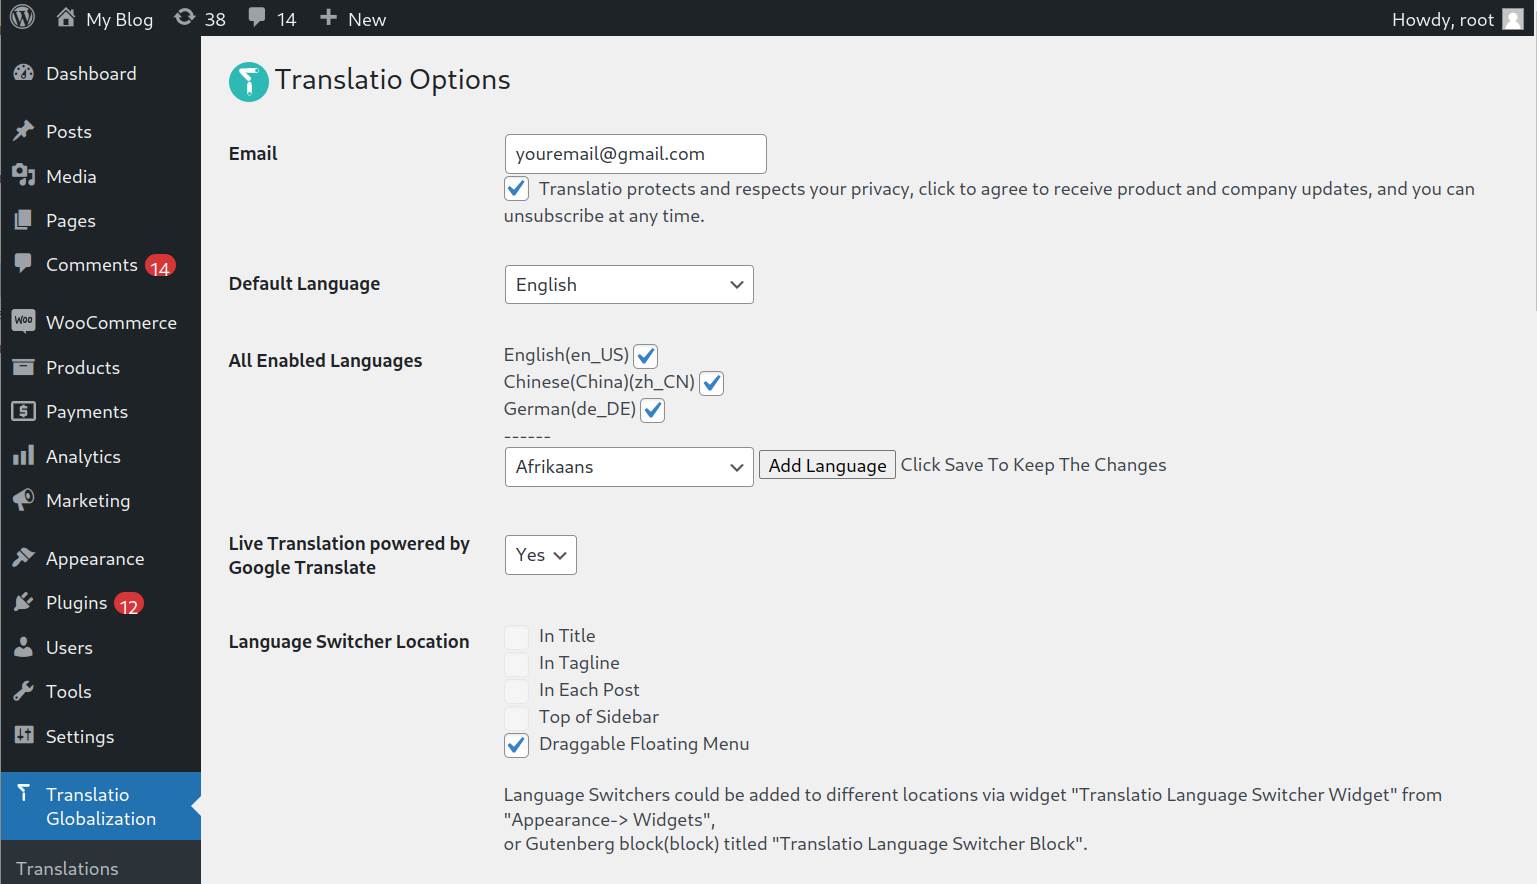 My Blog
38
14
New
Howdy, root
Dashboard
Posts
Media
Pages
Comments 14
Woo WooCommerce
Products
Payments
Analytics
Marketing
Appearance
Plugins 12
Users
Tools
Settings
Translatio
Globalization
Translations
Translatio Options
Email
youremail@gmail.com
Translatio protects and respects your privacy, click to agree to receive product and company updates, and you can
unsubscribe at any time.
Default Language
English
All Enabled Languages
English(en_US)
Chinese(China)(zh_CN)
German(de_DE)
------
Afrikaans
Add Language Click Save To Keep The Changes
Live Translation powered by
Google Translate
Yes
Language Switcher Location
In Title
In Tagline
In Each Post
Top of Sidebar
Draggable Floating Menu
Language Switchers could be added to different locations via widget "Translatio Language Switcher Widget" from
"Appearance-> Widgets",
or Gutenberg block(block) titled "Translatio Language Switcher Block".